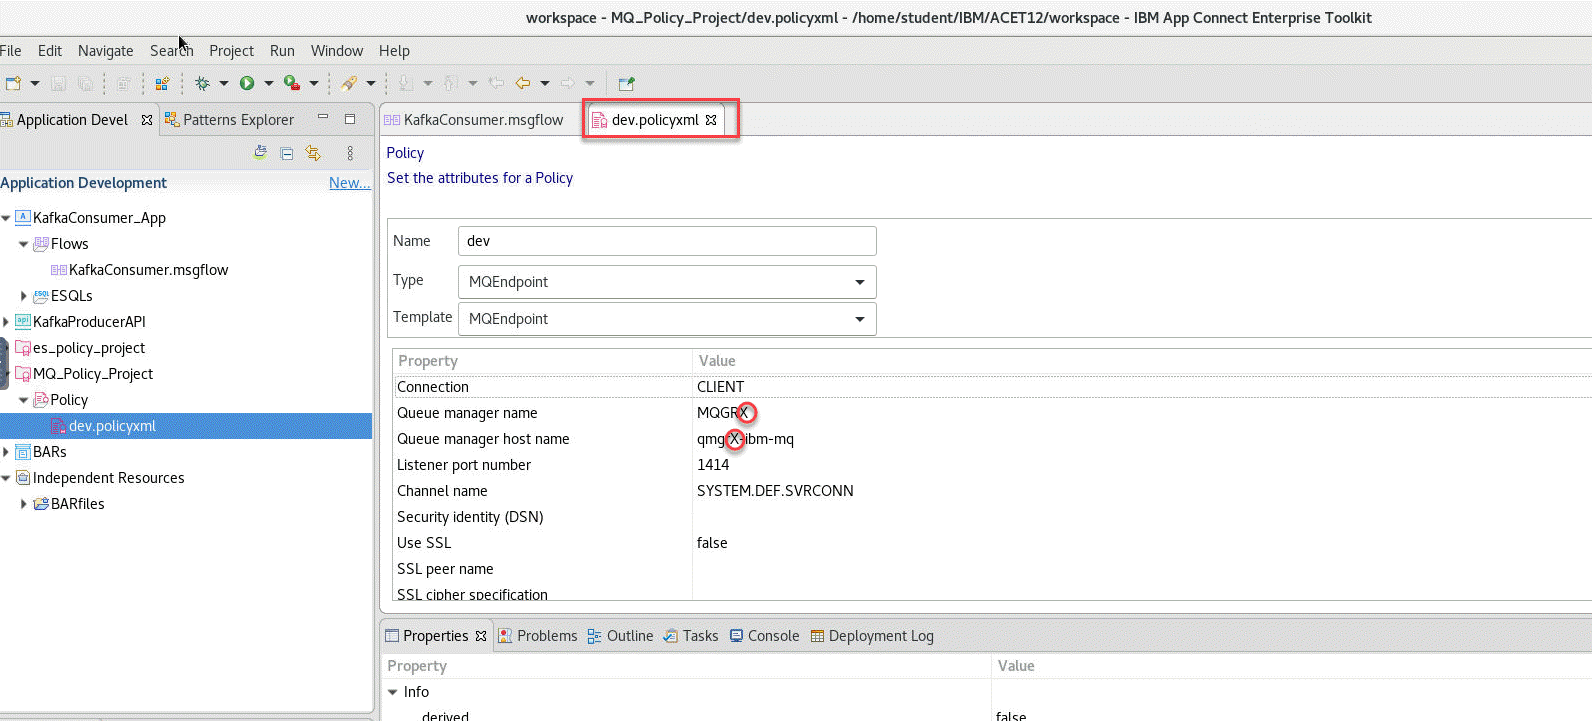 workspace - MQ_Policy_Project/dev.policyxml - /home/student/IBM/ACET12/workspace - IBM App Connect Enterprise Toolkit
File Edit Navigate Search Project Run Window Help
Application Devel Patterns Explorer
KafkaConsumer.msgflow dev.policyxml
Application Development New...
KafkaConsumer_App
Flows
KafkaConsumer.msgflow
ESQLs
KafkaProducerAPI
es_policy_project
MQ_Policy_Project
Policy
dev.policyxml
BARs
Independent Resources
BARfiles
Policy
Set the attributes for a Policy
Name dev
Type MQEndpoint
Template MQEndpoint
Property Value
Connection CLIENT
Queue manager name MQGRX
Queue manager host name qmgrX-ibm-mq
Listener port number 1414
Channel name SYSTEM.DEF.SVRCONN
Security identity (DSN)
Use SSL false
SSL peer name
SSL cipher specification
Properties Problems Outline Tasks Console Deployment Log
Property Value
Info
derived false